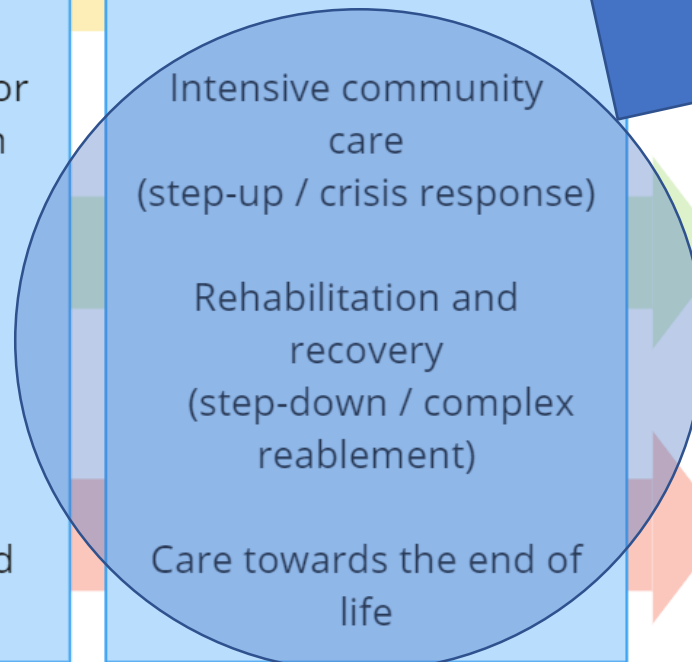 or
Intensive community
care
(step-up / crisis response)
Rehabilitation and
recovery
(step-down / complex
reablement)
Care towards the end of
life